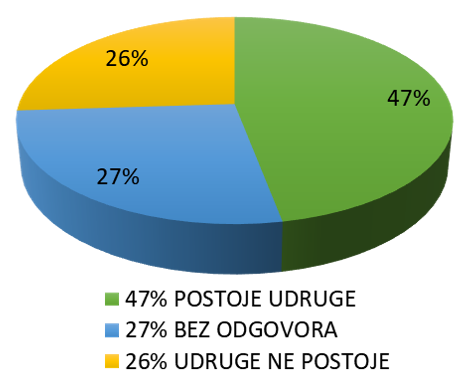 26%
47%
27%
47% POSTOJE UDRUGE
27% BEZ ODGOVORA
26% UDRUGE NE POSTOJE